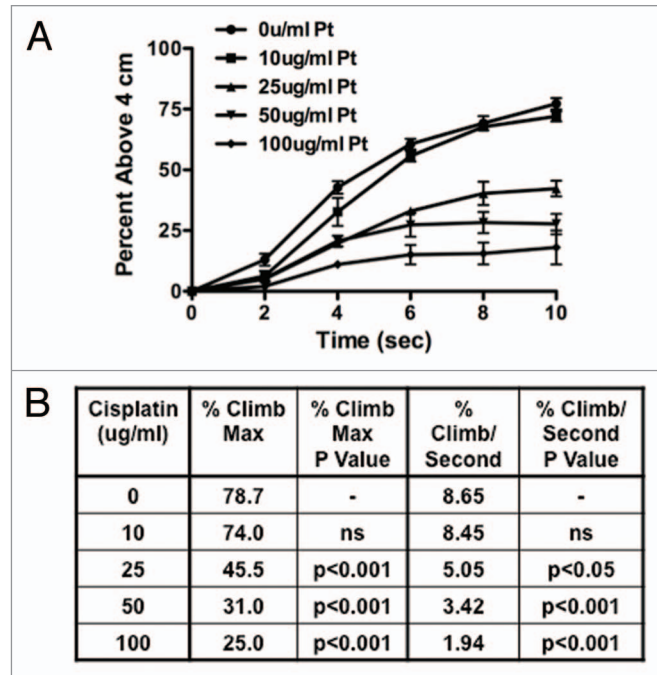 A
0u/ml Pt
10ug/ml Pt
25ug/ml Pt
50ug/ml Pt
100ug/ml Pt
Percent Above 4 cm
100
75
50
25
0
0 2 4 6 8 10
Time (sec)
B
Cisplatin (ug/ml) % Climb Max % Climb Max P Value % Climb/ Second % Climb/ Second P Value
0 78.7 - 8.65 -
10 74.0 ns 8.45 ns
25 45.5 p<0.001 5.05 p<0.05
50 31.0 p<0.001 3.42 p<0.001
100 25.0 p<0.001 1.94 p<0.001